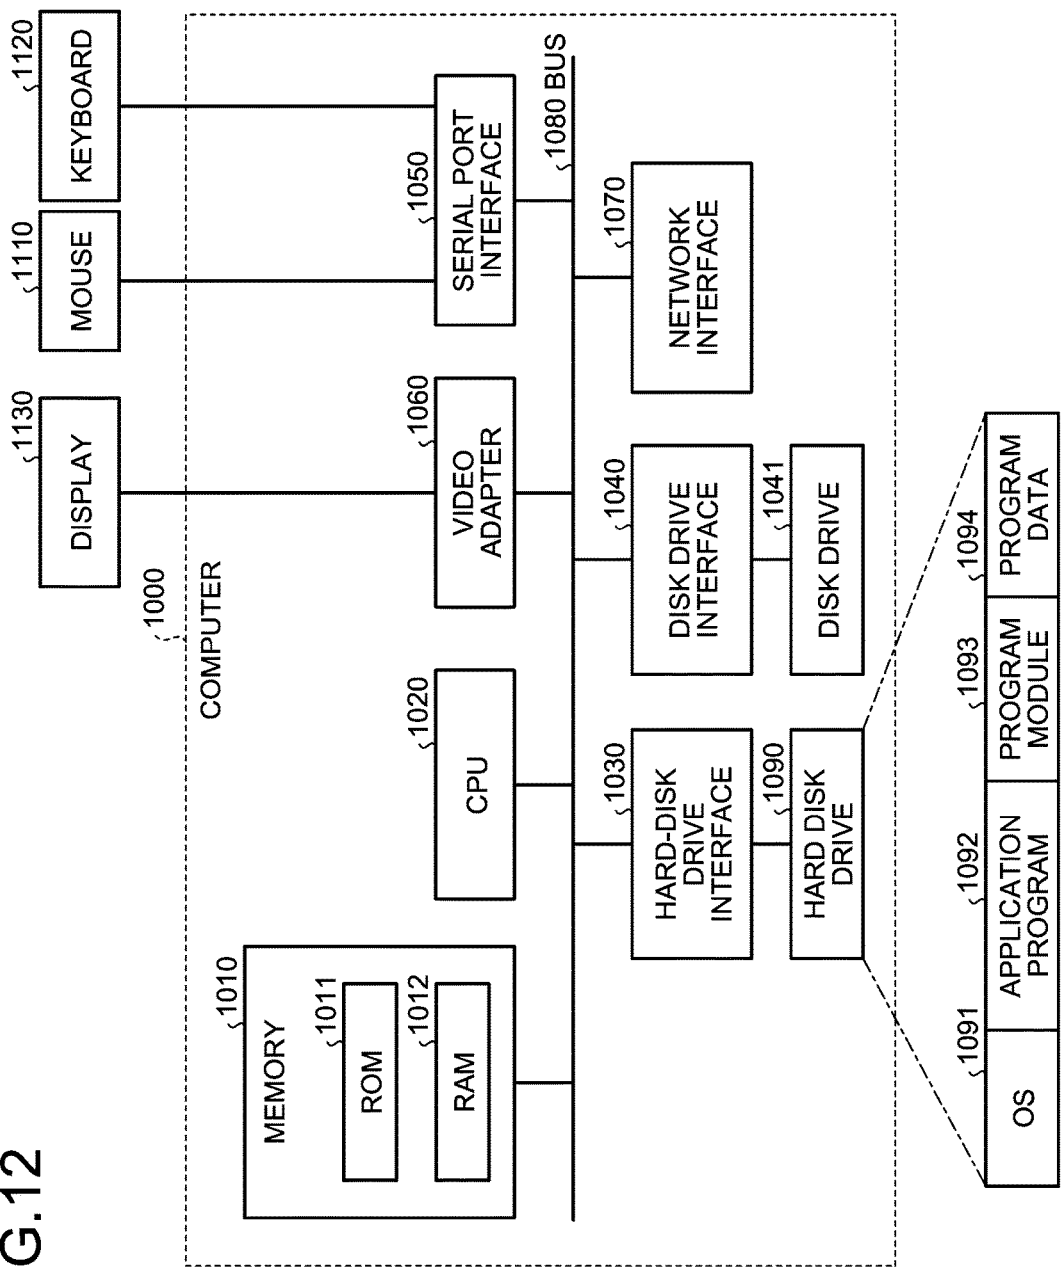 G.12
1000
COMPUTER
1010
MEMORY
1011
ROM
1012
RAM
1020
CPU
1130
DISPLAY
1060
VIDEO
ADAPTER
1110
MOUSE
1120
KEYBOARD
1050
SERIAL PORT
INTERFACE
1080 BUS
1030
HARD-DISK
DRIVE
INTERFACE
1090
HARD DISK
DRIVE
1040
DISK DRIVE
INTERFACE
1041
DISK DRIVE
1070
NETWORK
INTERFACE
1091
OS
1092
APPLICATION
PROGRAM
1093
PROGRAM
MODULE
1094
PROGRAM
DATA